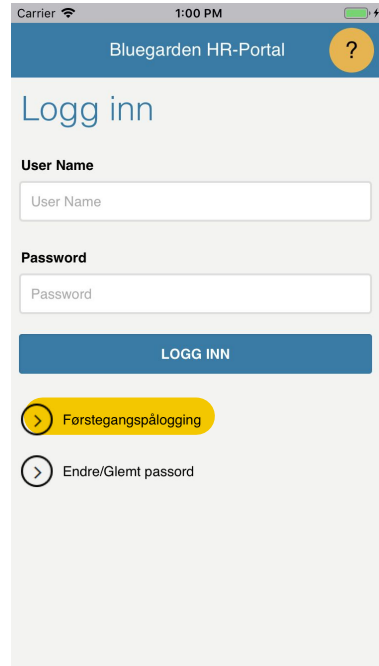 Carrier 1:00 PM
Bluegarden HR-Portal ?
Logg inn
User Name
User Name
Password
Password
LOGG INN
Førstegangspålogging
Endre/Glemt passord